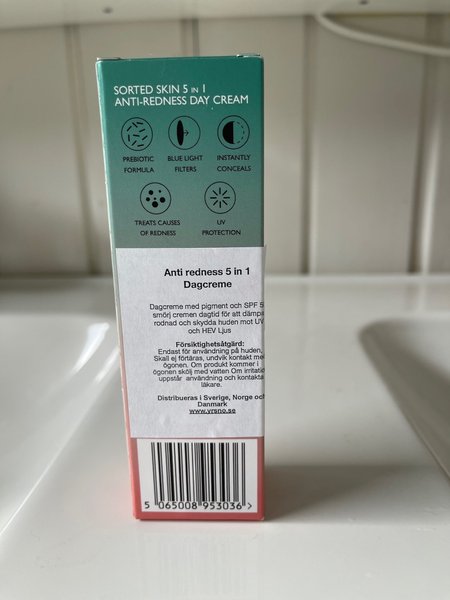 SORTED SKIN 5 IN 1
ANTI-REDNESS DAY CREAM
PREBIOTIC
FORMULA
BLUE LIGHT
FILTERS
INSTANTLY
CONCEALS
TREATS CAUSES
OF REDNESS
UV
PROTECTION
Anti redness 5 in 1
Dagcreme
Dagcreme med pigment och SPF 5
smörj cremen dagtid för att dämpa
rodnad och skydda huden mot UV
och HEV Ljus
Försiktighetsåtgärd:
Endast för användning på huden,
Skall ej förtäras, undvik kontakt med
ögonen. Om produkt kommer i
ögonen skölj med vatten Om irritatio
uppstår användning och kontakta
läkare.
Distribueras i Sverige, Norge och
Danmark
www.yrsno.se
5 065008 953036 >